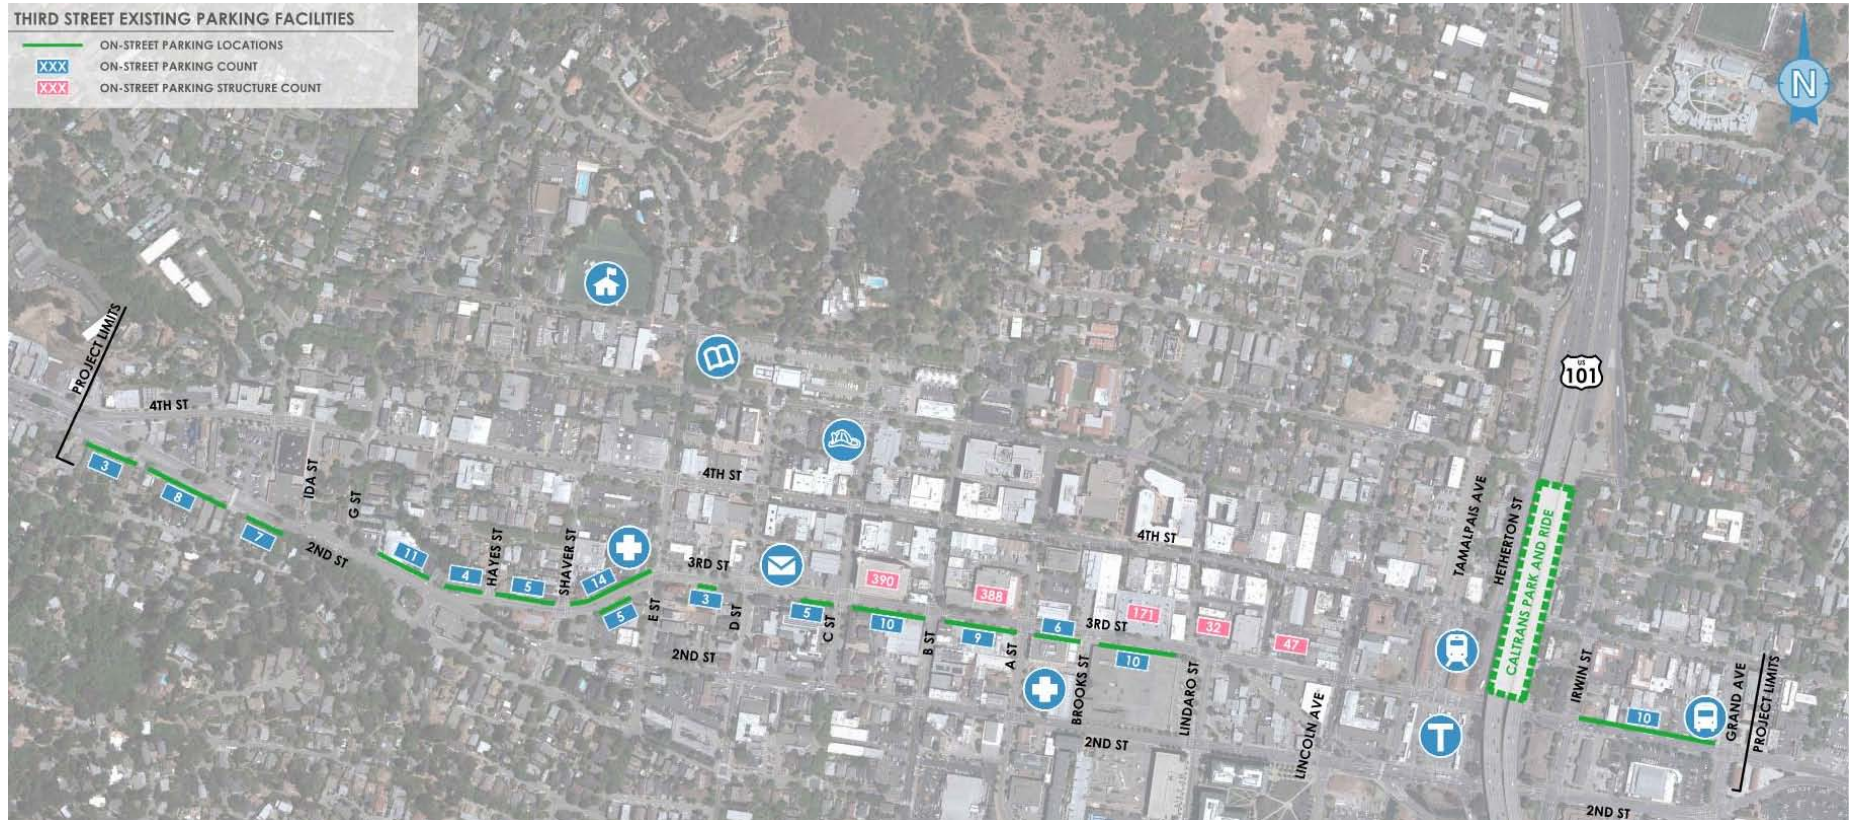 THIRD STREET EXISTING PARKING FACILITIES
ON-STREET PARKING LOCATIONS
XXX ON-STREET PARKING COUNT
XXX ON-STREET PARKING STRUCTURE COUNT
N
PROJECT LIMITS
US
101
4TH ST
3
8
7
2ND ST
IDA ST
G ST
11
4
HAYES ST
5
SHAVER ST
14
5
E ST
4TH ST
3RD ST
3
D ST
2ND ST
5
C ST
390
10
B ST
388
9
A ST
6
3RD ST
BROOKS ST
10
171
4TH ST
LINDARO ST
2ND ST
32
47
LINCOLN AVE
TAMALPAIS AVE
HETHERTON ST
CALTRANS PARK AND RIDE
T
IRWIN ST
10
GRAND AVE
PROJECT LIMITS
2ND ST